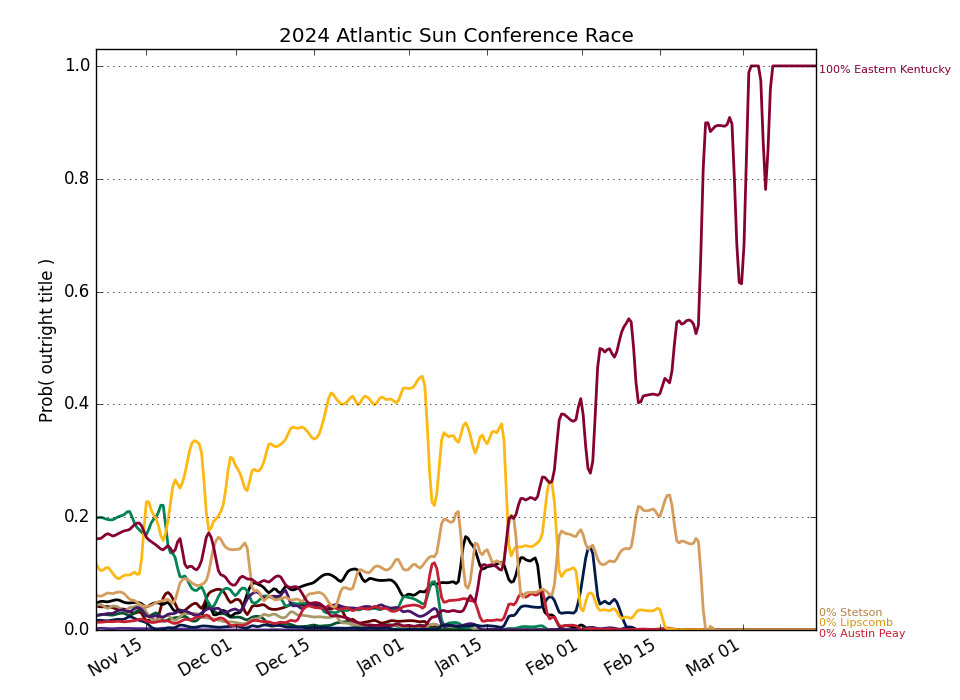 2024 Atlantic Sun Conference Race
1.0
100% Eastern Kentucky
0.8
0.6
Prob( outright title )
0.4
0.2
0% Stetson
0% Lipscomb
0.0
0% Austin Peay
Nov 15
Dec 01
Dec 15
Jan 01
Jan 15
Feb 01
Feb 15
Mar 01